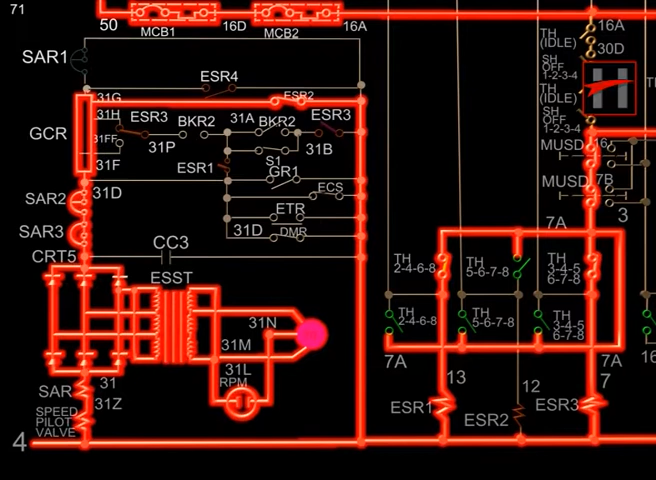 71
50
MCB1
16D
MCB2
16A
SAR1
ESR4
31G
ESR2
31H
ESR3
BKR2
31A
BKR2
ESR3
GCR
31FF
31P
31B
S1
31F
ESR1
GR1
31D
ECS
SAR2
ETR
SAR3
31D
DMR
CRT5
CC3
ESST
31N
31M
31L
RPM
31
SAR
31Z
SPEED
PILOT
VALVE
4
16A
TH
(IDLE)
30D
SH
OFF
1-2-3-4
TH
(IDLE)
SH
OFF
1-2-3-4
H
MUSD
16
MUSD
7B
3
7A
TH
2-4-6-8
TH
5-6-7-8
TH
3-4-5
6-7-8
TH
2-4-6-8
TH
5-6-7-8
TH
3-4-5
6-7-8
16
7A
7A
13
12
7
ESR1
ESR2
ESR3